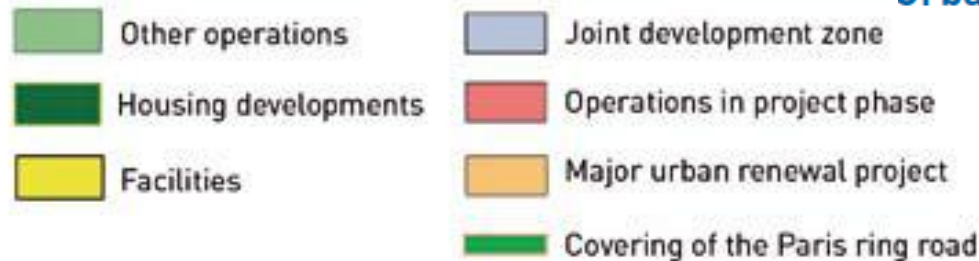 Other operations
Housing developments
Facilities
Joint development zone
Operations in project phase
Major urban renewal project
Covering of the Paris ring road